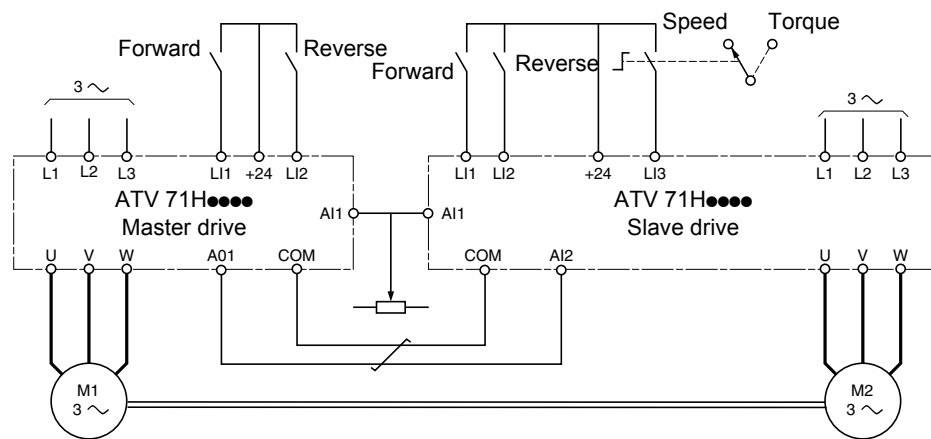 Speed Torque
Forward Reverse
Forward Reverse
3 ∼ 3 ∼
L1 L2 L3 LI1 +24 LI2 LI1 LI2 +24 LI3 L1 L2 L3
ATV 71H●●●● ATV 71H●●●●
AI1 AI1
Master drive Slave drive
U V W A01 COM COM AI2 U V W
M1 M2
3 ∼ 3 ∼